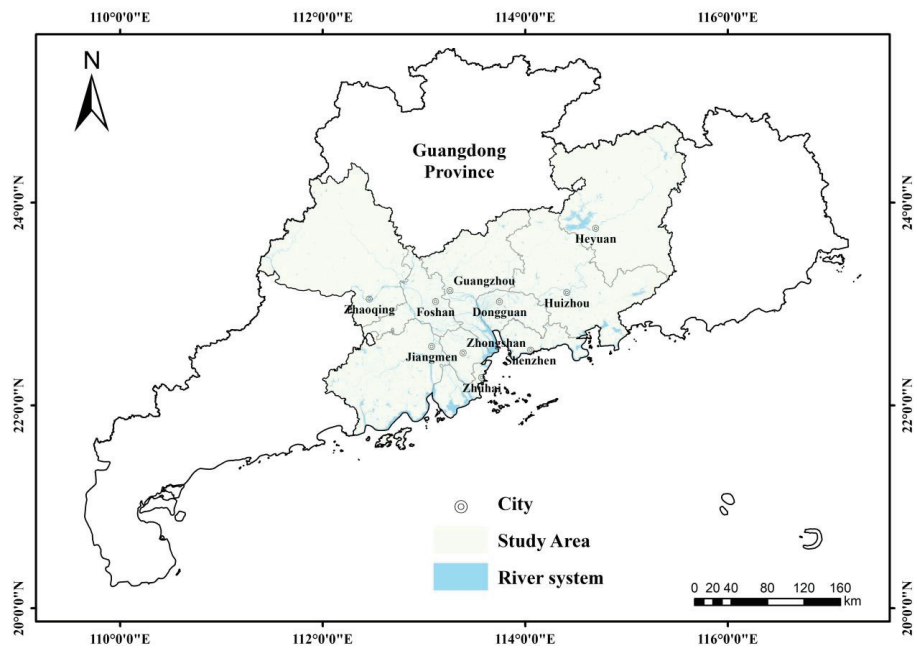 110°0'0"E 112°0'0"E 114°0'0"E 116°0'0"E
N
Guangdong
Province
24°0'0"N 24°0'0"N
Heyuan
Guangzhou
Zhaoqing Foshan Dongguan Huizhou
Zhongshan
Jiangmen Shenzhen
Zhuhai
22°0'0"N 22°0'0"N
City
Study Area
River system
0 20 40 80 120 160
km
20°0'0"N 20°0'0"N
110°0'0"E 112°0'0"E 114°0'0"E 116°0'0"E